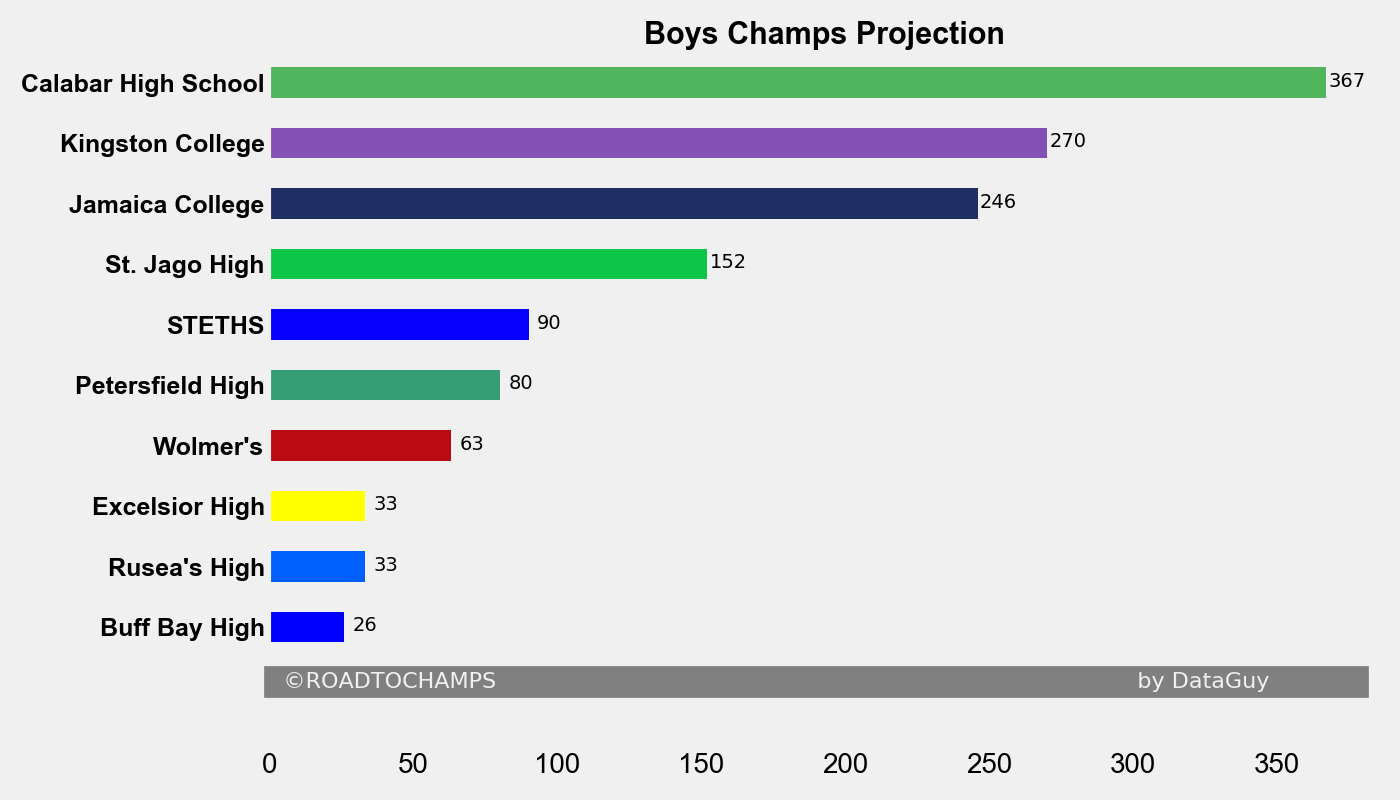 Boys Champs Projection
Calabar High School 367
Kingston College 270
Jamaica College 246
St. Jago High 152
STETHS 90
Petersfield High 80
Wolmer's 63
Excelsior High 33
Rusea's High 33
Buff Bay High 26
©ROADTOCHAMPS by DataGuy
0 50 100 150 200 250 300 350